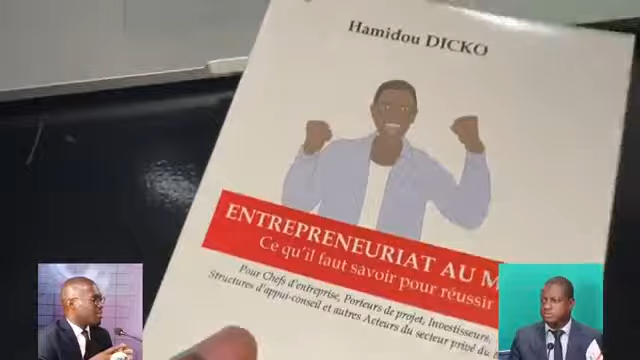 Hamidou DICKO
ENTREPRENEURIAT AU M
Ce qu'il faut savoir pour réussir
Pour Chefs d'entreprise, Porteurs de projet, Investisseurs,
Structures d'appui-conseil et autres Acteurs du secteur privé du